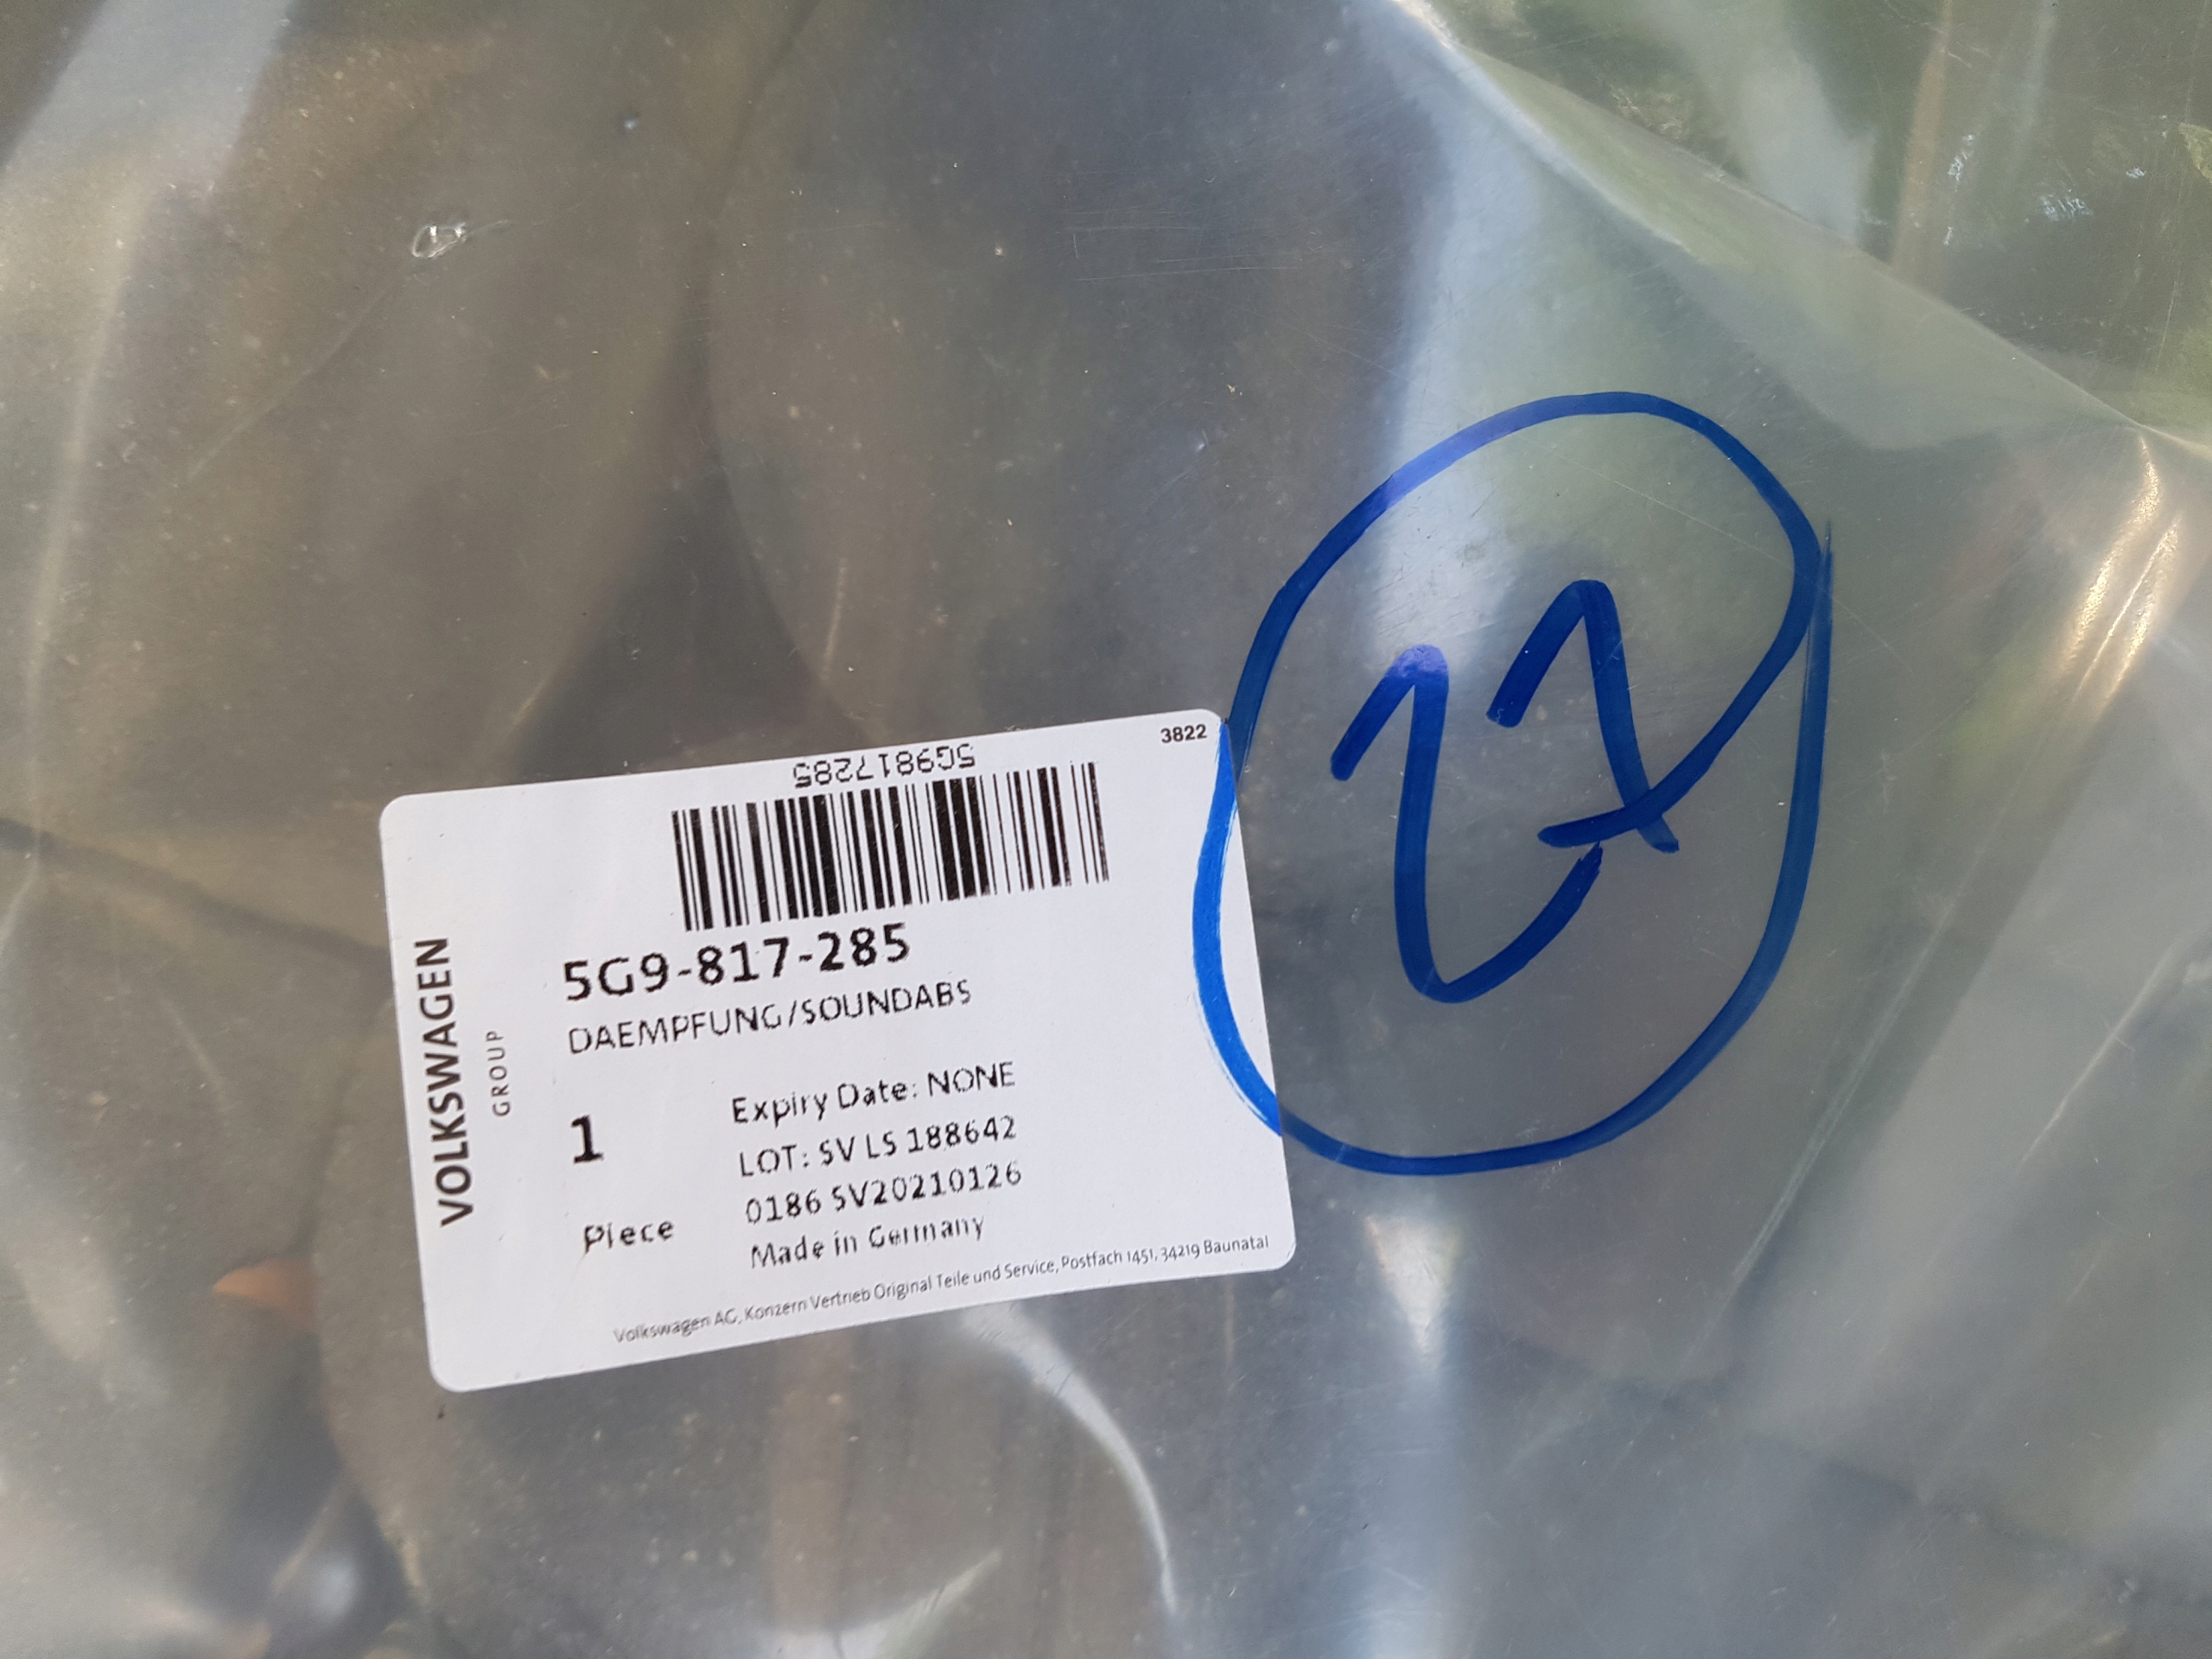 3822
5G9817285
5G9-817-285
DAEMPFUNG/SOUNDABS
VOLKSWAGEN
GROUP
1
Piece
Expiry Date: NONE
LOT: SV LS 188642
0186 SV20210126
Made in Germany
Volkswagen AG, Konzern Vertrieb Original Teile und Service, Postfach 1451, 34219 Baunatal